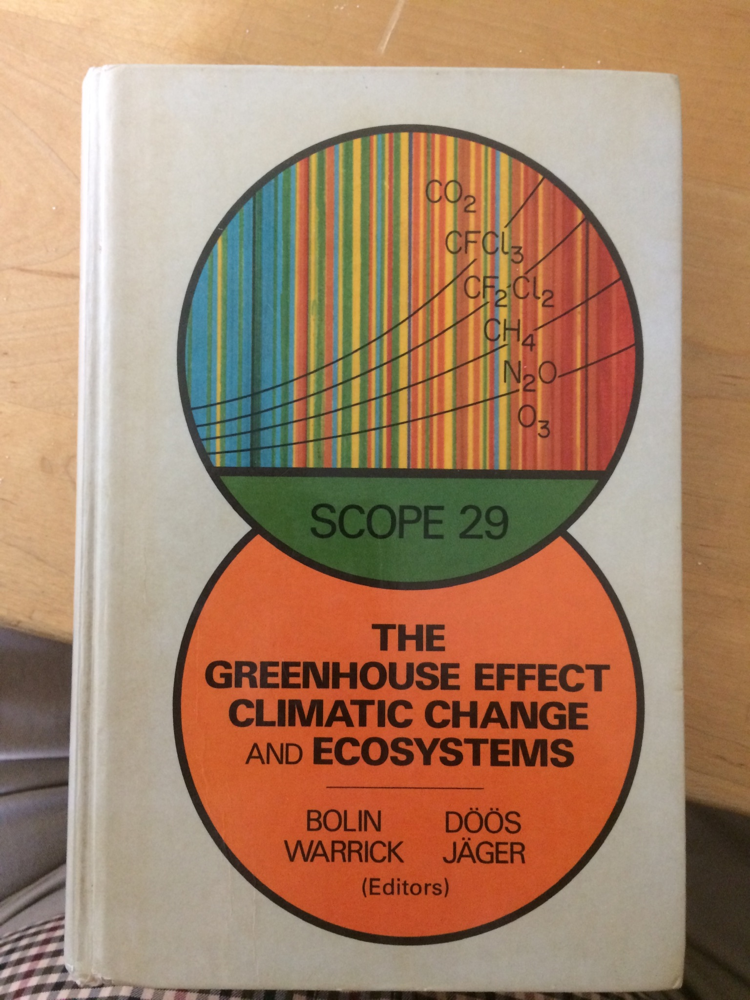 CO₂
CFCl₃
CF₂Cl₂
CH₄
N₂O
O₃
SCOPE 29
THE
GREENHOUSE EFFECT
CLIMATIC CHANGE
AND ECOSYSTEMS
BOLIN DÖÖS
WARRICK JÄGER
(Editors)